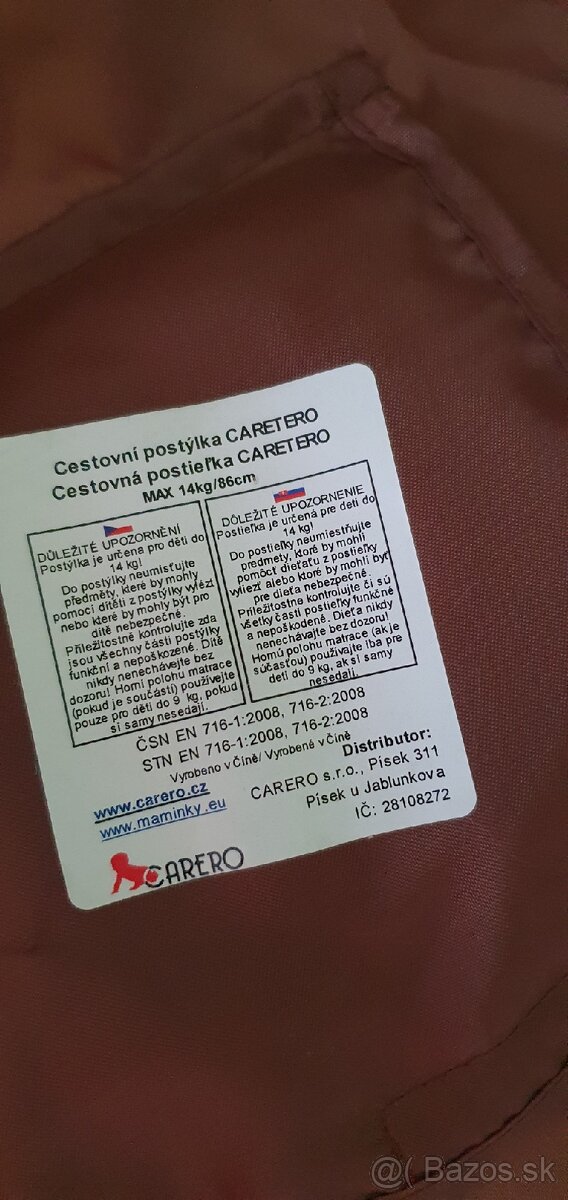 Cestovní postýlka CARETERO
Cestovná postieľka CARETERO
MAX 14kg/86cm
DŮLEŽITÉ UPOZORNĚNÍ
Postýlka je určena pro děti do
14 kg!
Do postýlky neumisťujte
předměty, které by mohly
pomoci dítěti z postýlky vylézt
nebo které by mohly být pro
dítě nebezpečné.
Příležitostně kontrolujte zda
jsou všechny části postýlky
funkční a nepoškozené. Dítě
nikdy nenechávejte bez
dozoru! Horní polohu matrace
(pokud je součástí) používejte
pouze pro děti do 9 kg, pokud
si samy nesedají.
DÔLEŽITÉ UPOZORNENIE
Postieľka je určená pre deti do
14 kg!
Do postieľky neumiestňujte
predmety, ktoré by mohli
pomôcť dieťaťu z postieľky
vyliezť alebo ktoré by mohli byť
pre dieťa nebezpečné.
Príležitostne kontrolujte či sú
všetky časti postieľky funkčné
a nepoškodené. Dieťa nikdy
nenechávajte bez dozoru!
Hornú polohu matrace (ak je
súčasťou) používajte iba pre
deti do 9 kg, ak si samy
nesedajú.
ČSN EN 716-1:2008, 716-2:2008
STN EN 716-1:2008, 716-2:2008
Vyrobeno v Číně/ Vyrobené v Číne
Distributor:
www.carero.cz
CARERO s.r.o., Písek 311
www.maminky.eu
Písek u Jablunkova
IČ: 28108272
CARERO
@( Bazos.sk